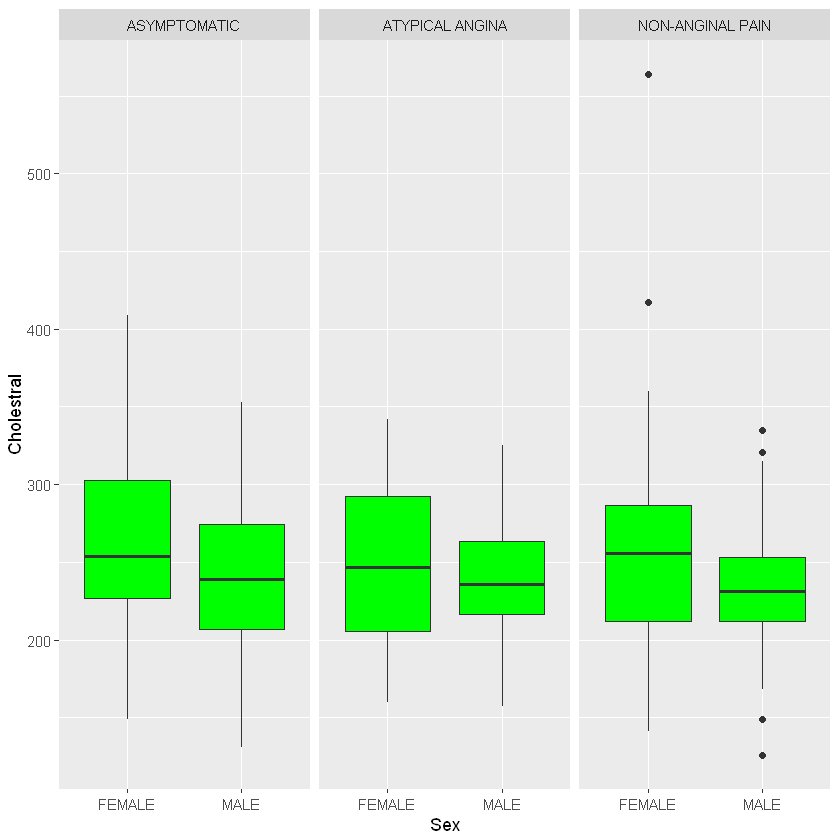 ASYMPTOMATIC
ATYPICAL ANGINA
NON-ANGINAL PAIN
500
400
300
200
Cholestral
FEMALE
MALE
FEMALE
MALE
FEMALE
MALE
Sex